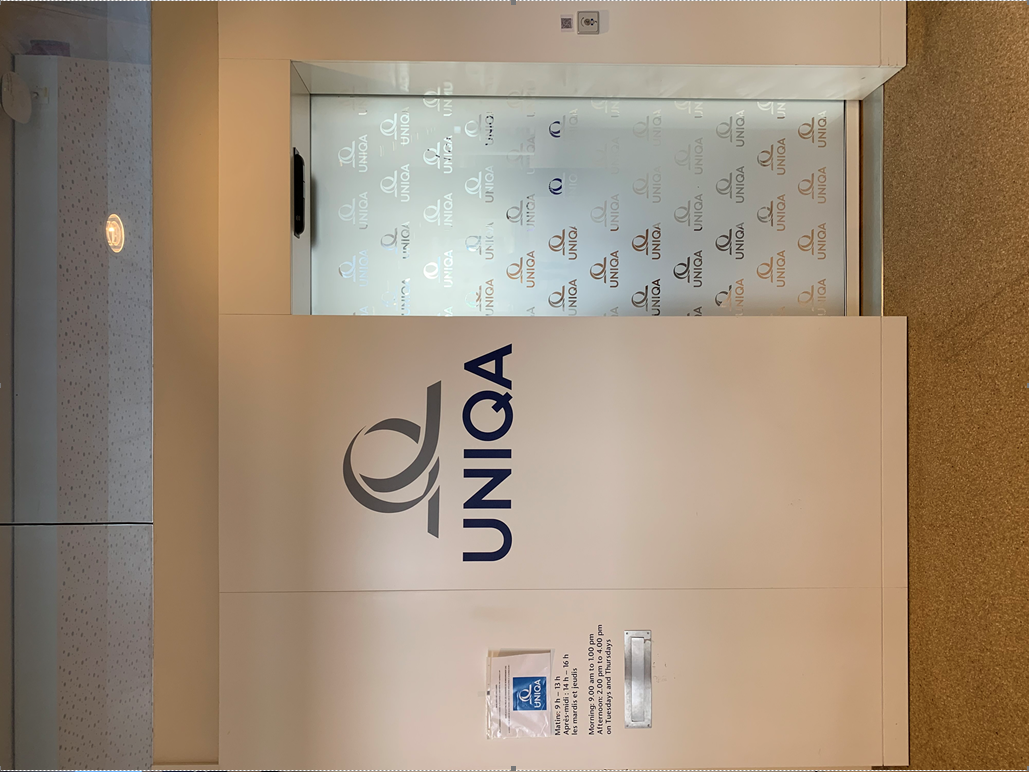 UNIQA
UNIQA
Matin: 9 h – 13 h
Après-midi : 14 h – 16 h
les mardis et jeudis
Morning: 9.00 am to 1.00 pm
Afternoon: 2.00 pm to 4.00 pm
on Tuesdays and Thursdays